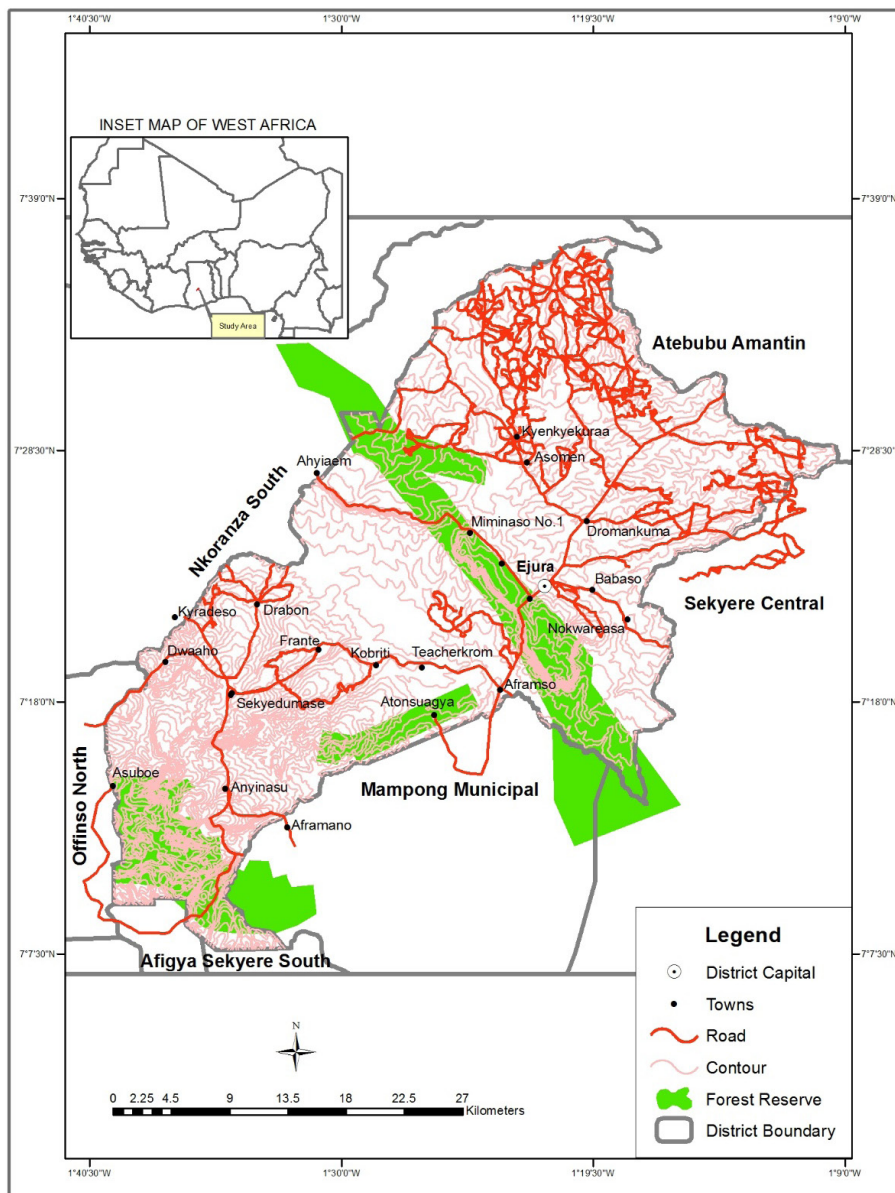 1°40'30"W 1°30'0"W 1°19'30"W 1°9'0"W
INSET MAP OF WEST AFRICA
Study Area
7°39'0"N 7°39'0"N
Atebubu Amantin
Kyenkyekuraa
7°28'30"N 7°28'30"N
Asomen
Ahyiaem
Nkoranza South
Miminaso No.1
Dromankuma
Ejura
Babaso
Sekyere Central
Kyradeso
Drabon
Nokwareasa
Dwaaho
Frante
Kobriti
Teacherkrom
Aframso
7°18'0"N 7°18'0"N
Sekyedumase
Atonsuagya
Offinso North
Asuboe
Anyinasu
Mampong Municipal
Aframano
7°7'30"N 7°7'30"N
Afigya Sekyere South
Legend
District Capital
Towns
Road
Contour
Forest Reserve
District Boundary
N
0 2.25 4.5 9 13.5 18 22.5 27
Kilometers
1°40'30"W 1°30'0"W 1°19'30"W 1°9'0"W